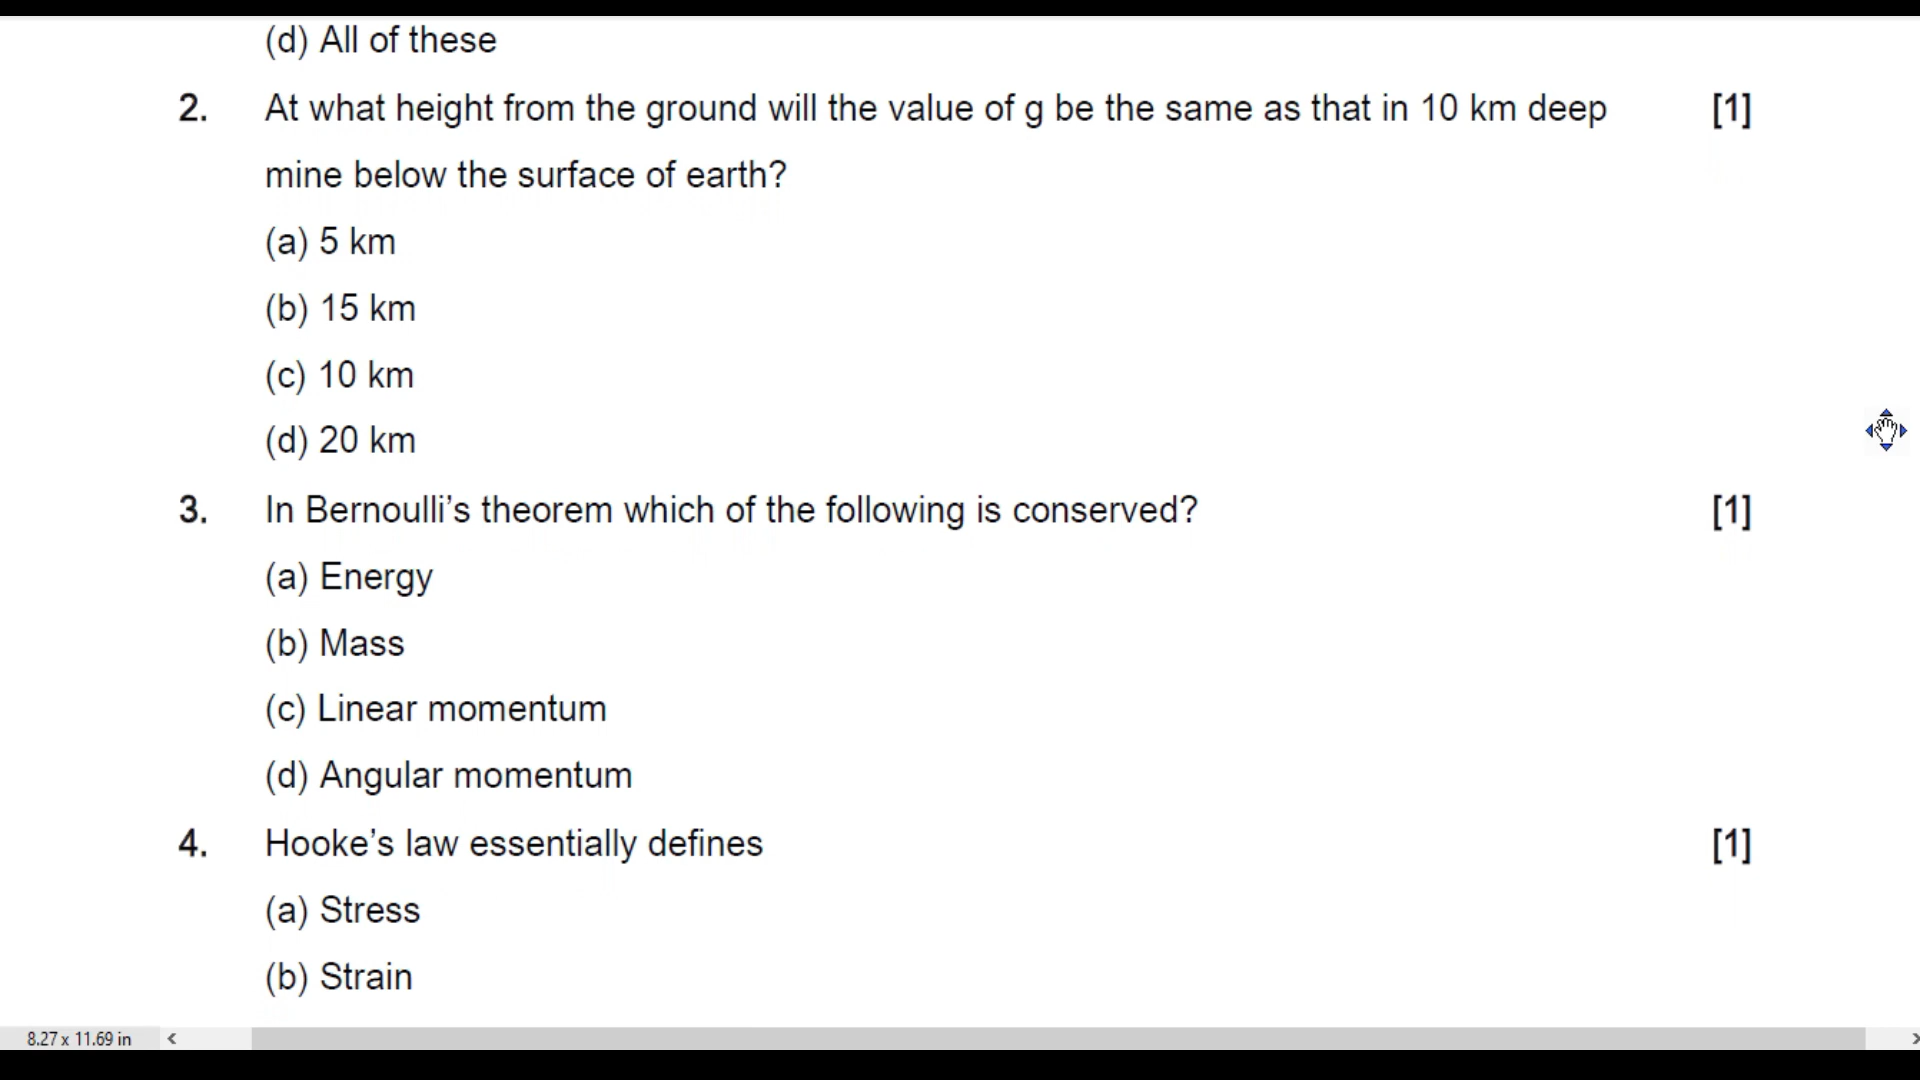 (d) All of these
2. At what height from the ground will the value of g be the same as that in 10 km deep [1]
mine below the surface of earth?
(a) 5 km
(b) 15 km
(c) 10 km
(d) 20 km
3. In Bernoulli’s theorem which of the following is conserved? [1]
(a) Energy
(b) Mass
(c) Linear momentum
(d) Angular momentum
4. Hooke’s law essentially defines [1]
(a) Stress
(b) Strain
8.27 x 11.69 in